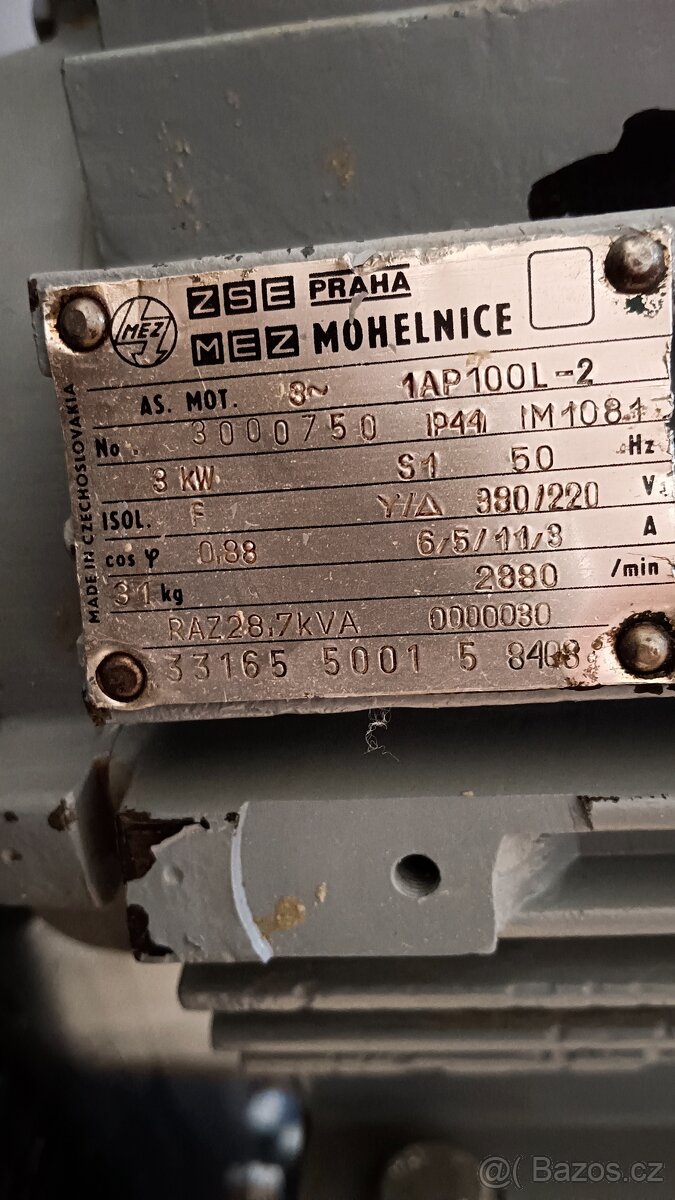 MEZ ZSE PRAHA
MEZ MOHELNICE
AS. MOT. 3~ 1AP100L-2
No. 3000750 IP44 IM1081
3 kW S1 50 Hz
ISOL. F Y/Δ 380/220 V
cos φ 0,88 6,5/11,3 A
31 kg 2880 /min
RAZ28,7kVA 0000030
33165 5001 5 8408
MADE IN CZECHOSLOVAKIA
@ Bazos.cz